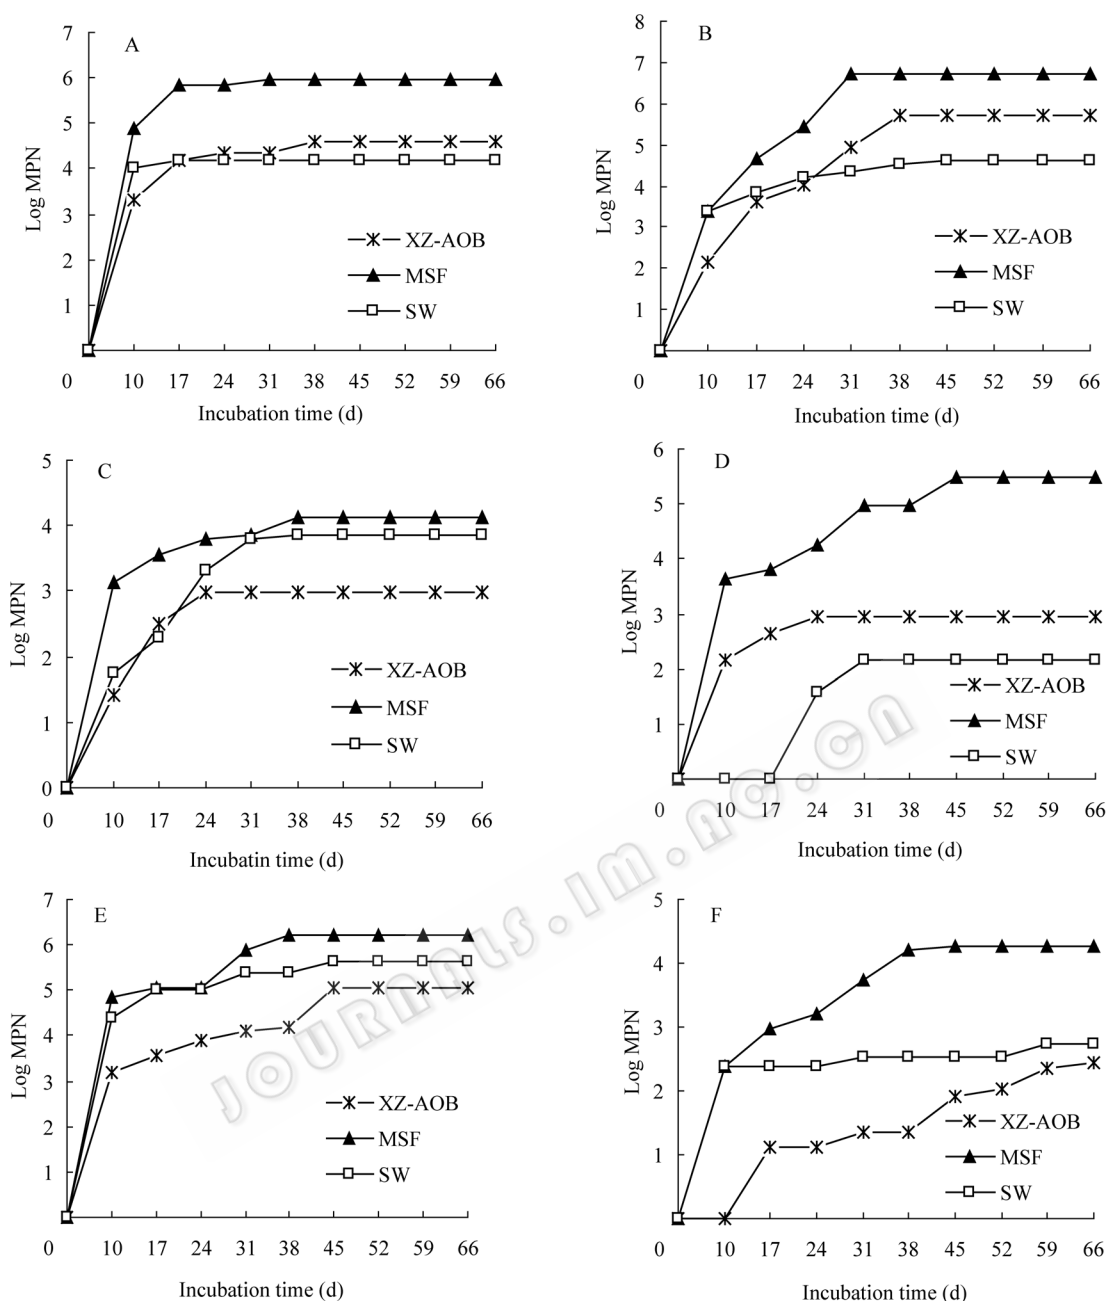 A
7
6
5
4
3
2
1
Log MPN
XZ-AOB
MSF
SW
0 10 17 24 31 38 45 52 59 66
Incubation time (d)
B
8
7
6
5
4
3
2
1
Log MPN
XZ-AOB
MSF
SW
0 10 17 24 31 38 45 52 59 66
Incubation time (d)
C
5
4
3
2
1
0
Log MPN
XZ-AOB
MSF
SW
0 10 17 24 31 38 45 52 59 66
Incubatin time (d)
D
6
5
4
3
2
1
Log MPN
XZ-AOB
MSF
SW
0 10 17 24 31 38 45 52 59 66
Incubation time (d)
E
7
6
5
4
3
2
1
Log MPN
XZ-AOB
MSF
SW
0 10 17 24 31 38 45 52 59 66
Incubation time (d)
F
5
4
3
2
1
Log MPN
XZ-AOB
MSF
SW
0 10 17 24 31 38 45 52 59 66
Incubation time (d)
JOURNALS.IM.AC.CN